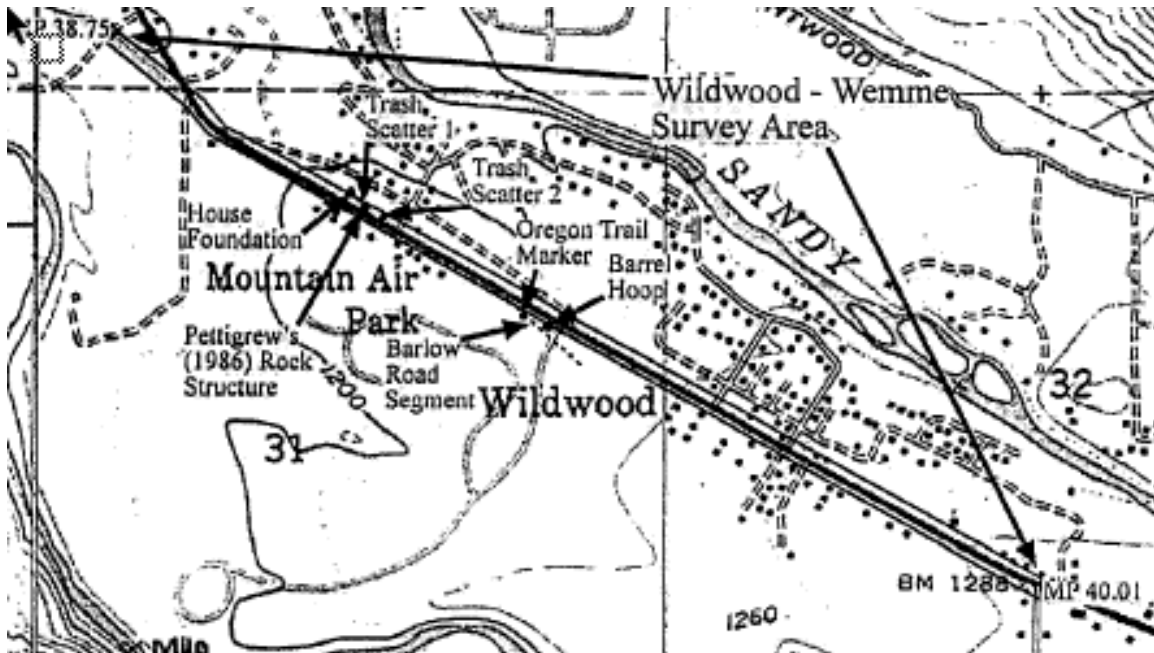 38.75
TWOOD
Wildwood - Wemme
Survey Area
Trash
Scatter 1
Trash
Scatter 2
SANDY
House
Foundation
Oregon Trail
Marker
Barrel
Hoop
Mountain Air
Park
Pettigrew's
(1986) Rock
Structure
Barlow
Road
Segment
1200
Wildwood
31
32
BM 1288
MP 40.01
1260
Mile